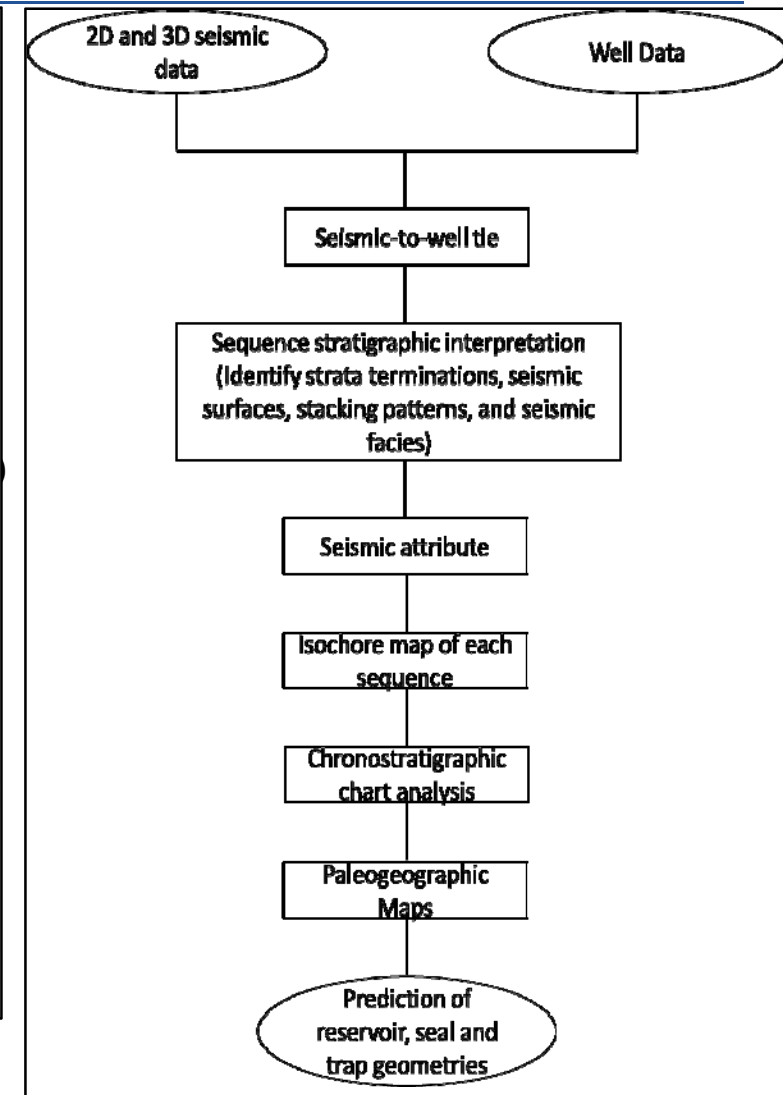 2D and 3D seismic
data
Well Data
Seismic-to-well tie
Sequence stratigraphic interpretation
(Identify strata terminations, seismic
surfaces, stacking patterns, and seismic
facies)
Seismic attribute
Isochore map of each
sequence
Chronostratigraphic
chart analysis
Paleogeographic
Maps
Prediction of
reservoir, seal and
trap geometries